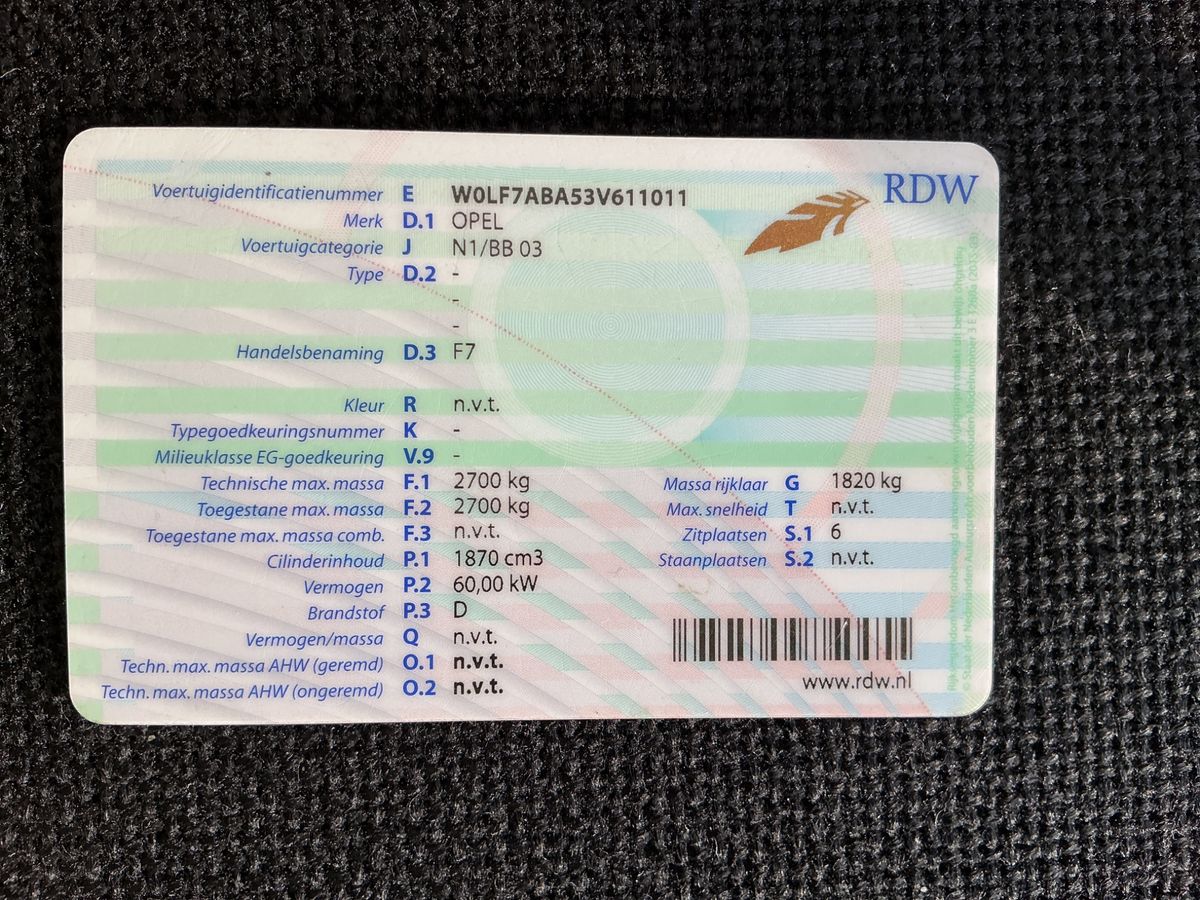 RDW
Voertuigidentificatienummer E W0LF7ABA53V611011
Merk D.1 OPEL
Voertuigcategorie J N1/BB 03
Type D.2 -
-
-
Handelsbenaming D.3 F7
Kleur R n.v.t.
Typegoedkeuringsnummer K -
Milieuklasse EG-goedkeuring V.9 -
Technische max. massa F.1 2700 kg Massa rijklaar G 1820 kg
Toegestane max. massa F.2 2700 kg Max. snelheid T n.v.t.
Toegestane max. massa comb. F.3 n.v.t. Zitplaatsen S.1 6
Cilinderinhoud P.1 1870 cm3 Staanplaatsen S.2 n.v.t.
Vermogen P.2 60,00 kW
Brandstof P.3 D
Vermogen/massa Q n.v.t.
Techn. max. massa AHW (geremd) O.1 n.v.t.
Techn. max. massa AHW (ongeremd) O.2 n.v.t.
www.rdw.nl